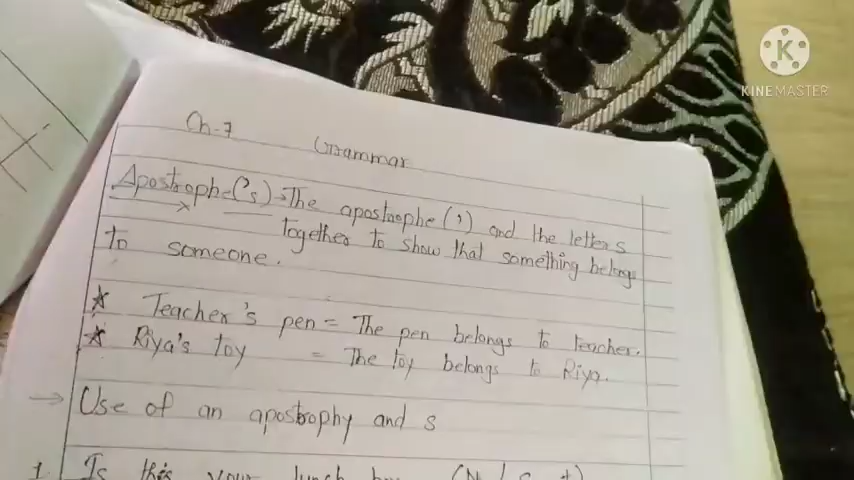 KINEMASTER
Ch-7
Grammar
Apostrophe('s) → The apostrophe (') and the letter s
together to show that something belongs
to someone.
★ Teacher's pen = The pen belongs to teacher.
★ Riya's toy = The toy belongs to Riya.
→ Use of an apostrophy and s
1 Is this your lunch